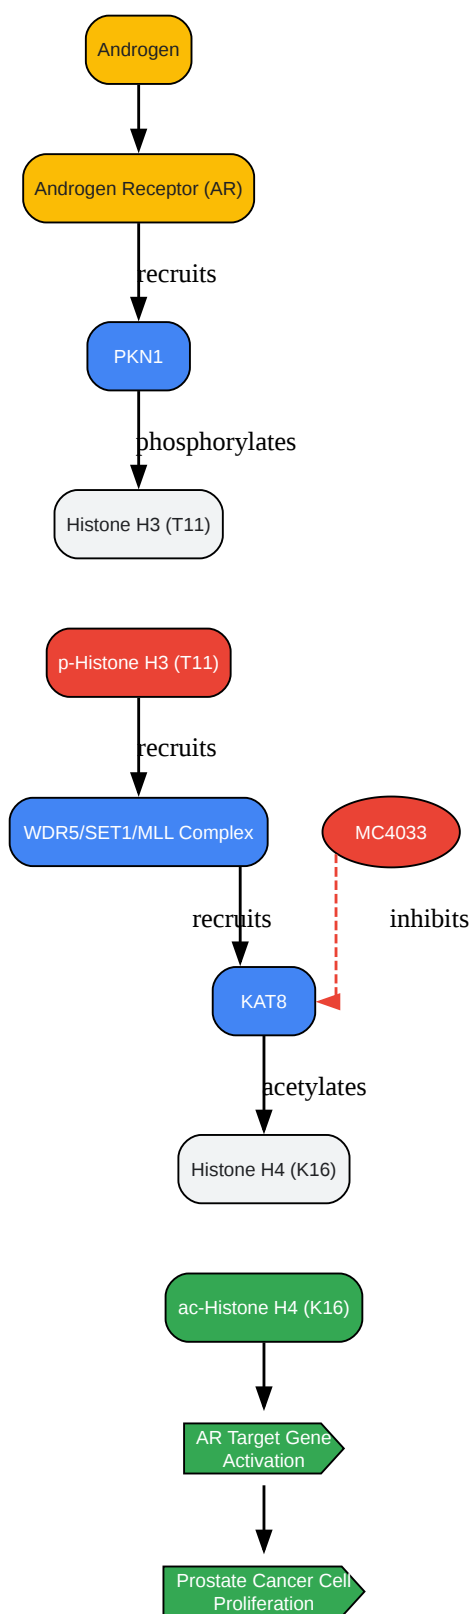 Androgen
Androgen Receptor (AR)
recruits
PKN1
phosphorylates
Histone H3 (T11)
p-Histone H3 (T11)
recruits
WDR5/SET1/MLL Complex
MC4033
recruits
inhibits
KAT8
acetylates
Histone H4 (K16)
ac-Histone H4 (K16)
AR Target Gene
Activation
Prostate Cancer Cell
Proliferation